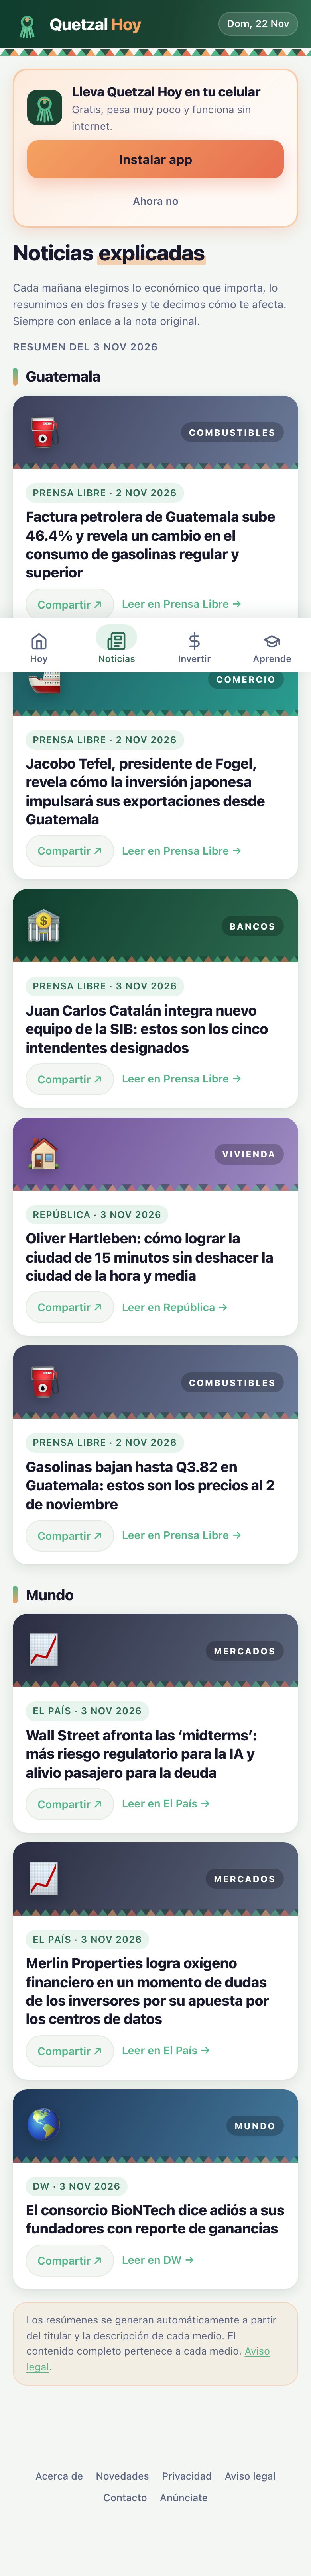 Quetzal Hoy
Dom, 22 Nov
Lleva Quetzal Hoy en tu celular
Gratis, pesa muy poco y funciona sin
internet.
Instalar app
Ahora no
Noticias explicadas
Cada mañana elegimos lo económico que importa, lo
resumimos en dos frases y te decimos cómo te afecta.
Siempre con enlace a la nota original.
RESUMEN DEL 3 NOV 2026
Guatemala
COMBUSTIBLES
PRENSA LIBRE · 2 NOV 2026
Factura petrolera de Guatemala sube
46.4% y revela un cambio en el
consumo de gasolinas regular y
superior
Compartir ↗ Leer en Prensa Libre →
Hoy
Noticias
Invertir
Aprende
COMERCIO
PRENSA LIBRE · 2 NOV 2026
Jacobo Tefel, presidente de Fogel,
revela cómo la inversión japonesa
impulsará sus exportaciones desde
Guatemala
Compartir ↗ Leer en Prensa Libre →
BANCOS
PRENSA LIBRE · 3 NOV 2026
Juan Carlos Catalán integra nuevo
equipo de la SIB: estos son los cinco
intendentes designados
Compartir ↗ Leer en Prensa Libre →
VIVIENDA
REPÚBLICA · 3 NOV 2026
Oliver Hartleben: cómo lograr la
ciudad de 15 minutos sin deshacer la
ciudad de la hora y media
Compartir ↗ Leer en República →
COMBUSTIBLES
PRENSA LIBRE · 2 NOV 2026
Gasolinas bajan hasta Q3.82 en
Guatemala: estos son los precios al 2
de noviembre
Compartir ↗ Leer en Prensa Libre →
Mundo
MERCADOS
EL PAÍS · 3 NOV 2026
Wall Street afronta las ‘midterms’:
más riesgo regulatorio para la IA y
alivio pasajero para la deuda
Compartir ↗ Leer en El País →
MERCADOS
EL PAÍS · 3 NOV 2026
Merlin Properties logra oxígeno
financiero en un momento de dudas
de los inversores por su apuesta por
los centros de datos
Compartir ↗ Leer en El País →
MUNDO
DW · 3 NOV 2026
El consorcio BioNTech dice adiós a sus
fundadores con reporte de ganancias
Compartir ↗ Leer en DW →
Los resúmenes se generan automáticamente a partir
del titular y la descripción de cada medio. El
contenido completo pertenece a cada medio. Aviso
legal.
Acerca de Novedades Privacidad Aviso legal
Contacto Anúnciate